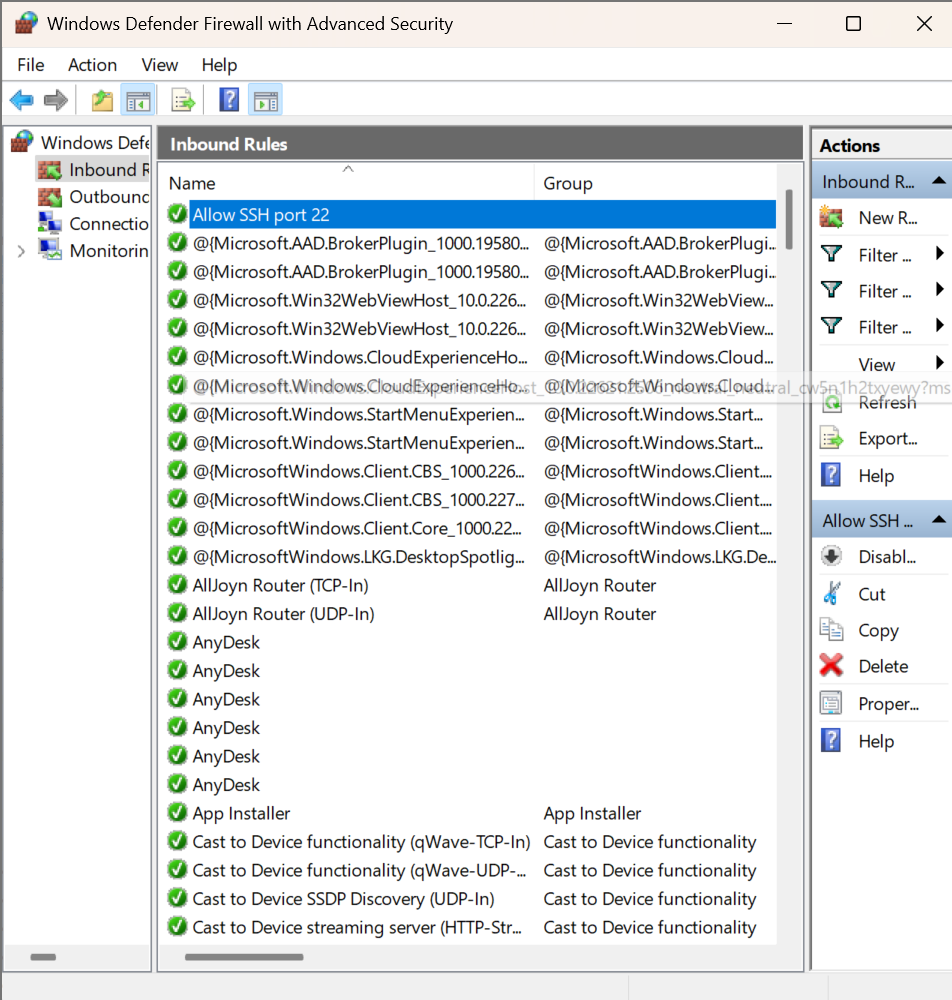 Windows Defender Firewall with Advanced Security
File Action View Help
Windows Defe
Inbound R
Outbound
Connectio
Monitorin
Inbound Rules
Name Group
Allow SSH port 22
@{Microsoft.AAD.BrokerPlugin_1000.19580... @{Microsoft.AAD.BrokerPlugi...
@{Microsoft.AAD.BrokerPlugin_1000.19580... @{Microsoft.AAD.BrokerPlugi...
@{Microsoft.Win32WebViewHost_10.0.226... @{Microsoft.Win32WebView...
@{Microsoft.Win32WebViewHost_10.0.226... @{Microsoft.Win32WebView...
@{Microsoft.Windows.CloudExperienceHo... @{Microsoft.Windows.Cloud...
@{Microsoft.Windows.CloudExperienceHo... @{Microsoft.Windows.Cloud...
@{Microsoft.Windows.StartMenuExperien... @{Microsoft.Windows.Start...
@{Microsoft.Windows.StartMenuExperien... @{Microsoft.Windows.Start...
@{MicrosoftWindows.Client.CBS_1000.226... @{MicrosoftWindows.Client....
@{MicrosoftWindows.Client.CBS_1000.227... @{MicrosoftWindows.Client....
@{MicrosoftWindows.Client.Core_1000.22... @{MicrosoftWindows.Client....
@{MicrosoftWindows.LKG.DesktopSpotlig... @{MicrosoftWindows.LKG.De...
AllJoyn Router (TCP-In) AllJoyn Router
AllJoyn Router (UDP-In) AllJoyn Router
AnyDesk
AnyDesk
AnyDesk
AnyDesk
AnyDesk
AnyDesk
App Installer App Installer
Cast to Device functionality (qWave-TCP-In) Cast to Device functionality
Cast to Device functionality (qWave-UDP-... Cast to Device functionality
Cast to Device SSDP Discovery (UDP-In) Cast to Device functionality
Cast to Device streaming server (HTTP-Str... Cast to Device functionality
Actions
Inbound R...
New R...
Filter ...
Filter ...
Filter ...
View
Refresh
Export...
Help
Allow SSH ...
Disabl...
Cut
Copy
Delete
Proper...
Help